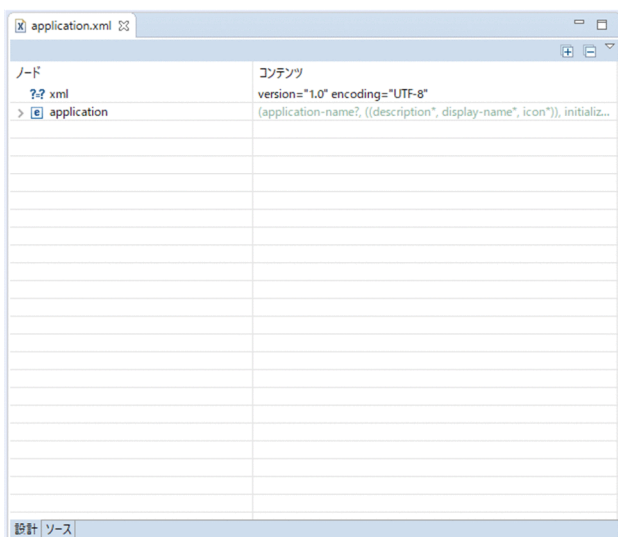 application.xml
ノード コンテンツ
?=? xml version="1.0" encoding="UTF-8"
e application (application-name?, ((description*, display-name*, icon*)), initializ...
設計 ソース